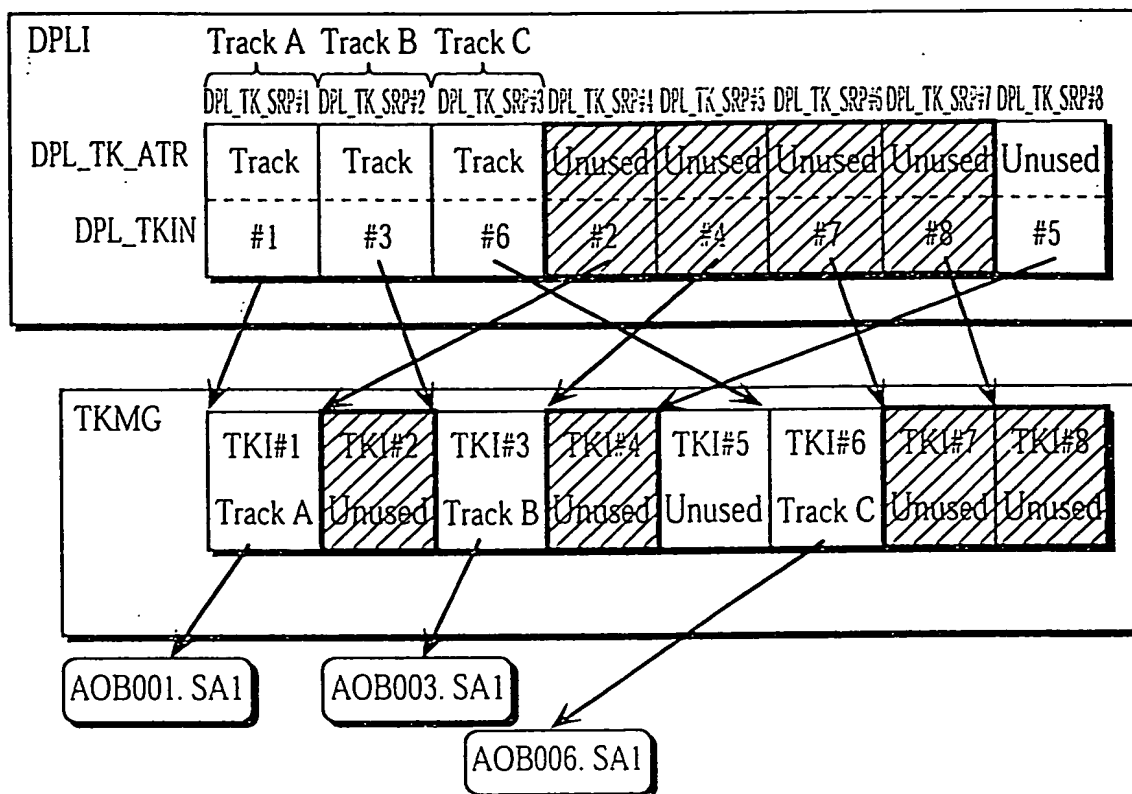 DPLI Track A Track B Track C
DPL_TK_SRP#1 DPL_TK_SRP#2 DPL_TK_SRP#3 DPL_TK_SRP#4 DPL_TK_SRP#5 DPL_TK_SRP#6 DPL_TK_SRP#7 DPL_TK_SRP#8
DPL_TK_ATR Track Track Track Unused Unused Unused Unused Unused
DPL_TKIN #1 #3 #6 #2 #4 #7 #8 #5
TKMG TKI#1 TKI#2 TKI#3 TKI#4 TKI#5 TKI#6 TKI#7 TKI#8
Track A Unused Track B Unused Unused Track C Unused Unused
AOB001. SA1 AOB003. SA1
AOB006. SA1